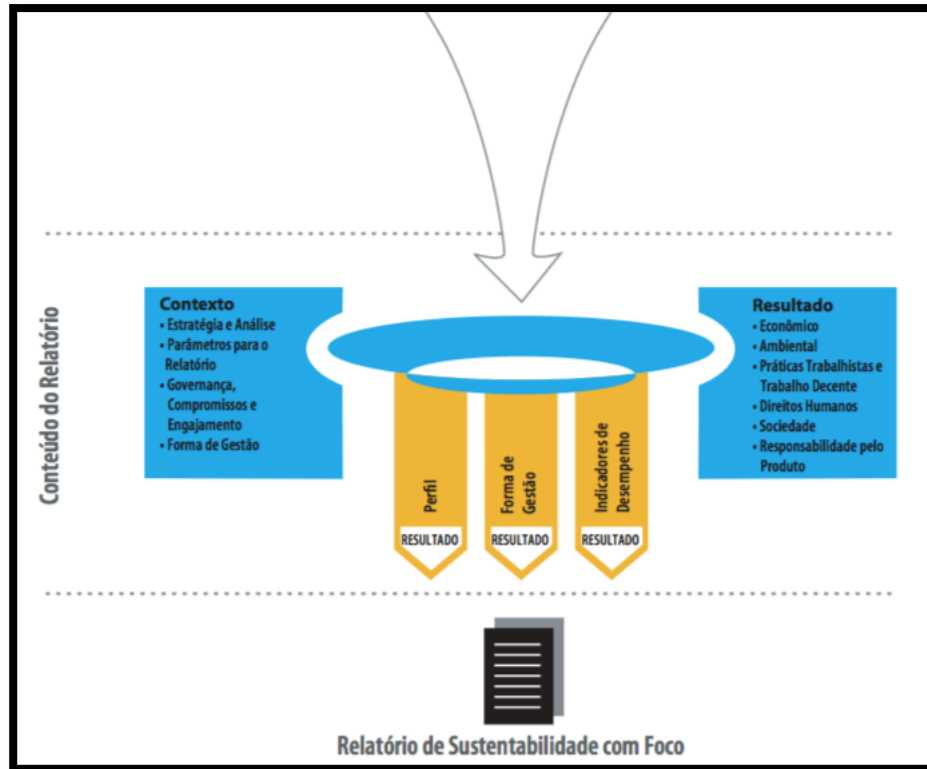 Conteúdo do Relatório
Contexto
• Estratégia e Análise
• Parâmetros para o
Relatório
• Governança,
Compromissos e
Engajamento
• Forma de Gestão
Perfil
Forma de
Gestão
Indicadores de
Desempenho
RESULTADO
RESULTADO
RESULTADO
Resultado
• Econômico
• Ambiental
• Práticas Trabalhistas e
Trabalho Decente
• Direitos Humanos
• Sociedade
• Responsabilidade pelo
Produto
Relatório de Sustentabilidade com Foco